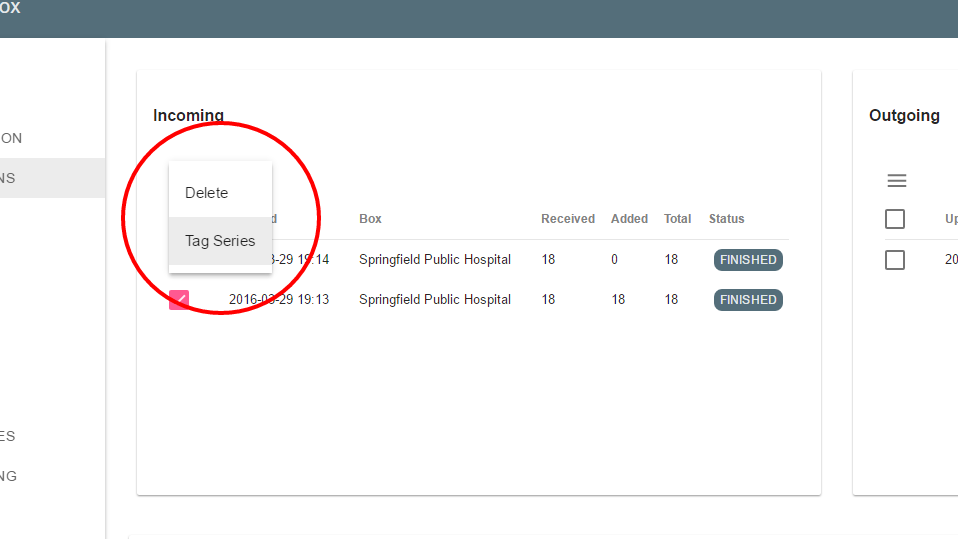 OX
ON
NS
ES
NG
Incoming
Delete
Tag Series
Box Received Added Total Status
19:14 Springfield Public Hospital 18 0 18 FINISHED
2016-03-29 19:13 Springfield Public Hospital 18 18 18 FINISHED
Outgoing
Up
20